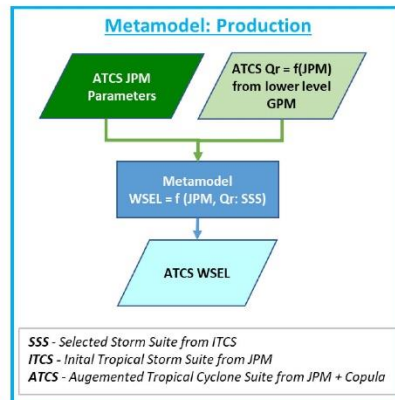 Metamodel: Production
ATCS JPM
Parameters
ATCS Qr = f(JPM)
from lower level
GPM
Metamodel
WSEL = f (JPM, Qr: SSS)
ATCS WSEL
SSS - Selected Storm Suite from ITCS
ITCS - Inital Tropical Storm Suite from JPM
ATCS - Augemented Tropical Cyclone Suite from JPM + Copula